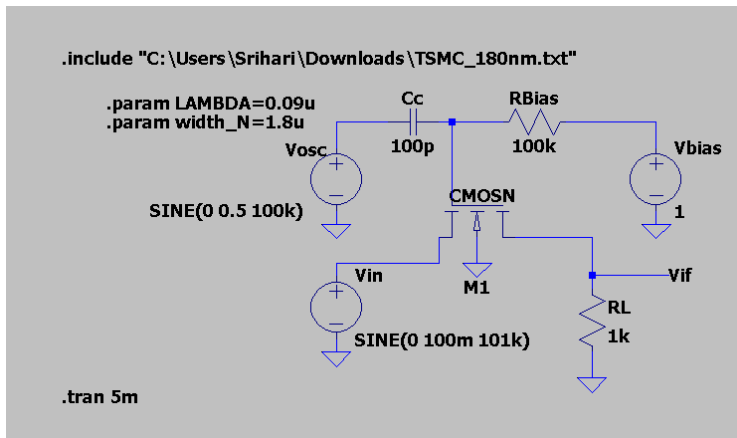 .include "C:\Users\Srihari\Downloads\TSMC_180nm.txt"
.param LAMBDA=0.09u
.param width_N=1.8u
Cc
100p
RBias
100k
Vosc
SINE(0 0.5 100k)
Vbias
1
CMOSN
M1
Vin
SINE(0 100m 101k)
Vif
RL
1k
.tran 5m